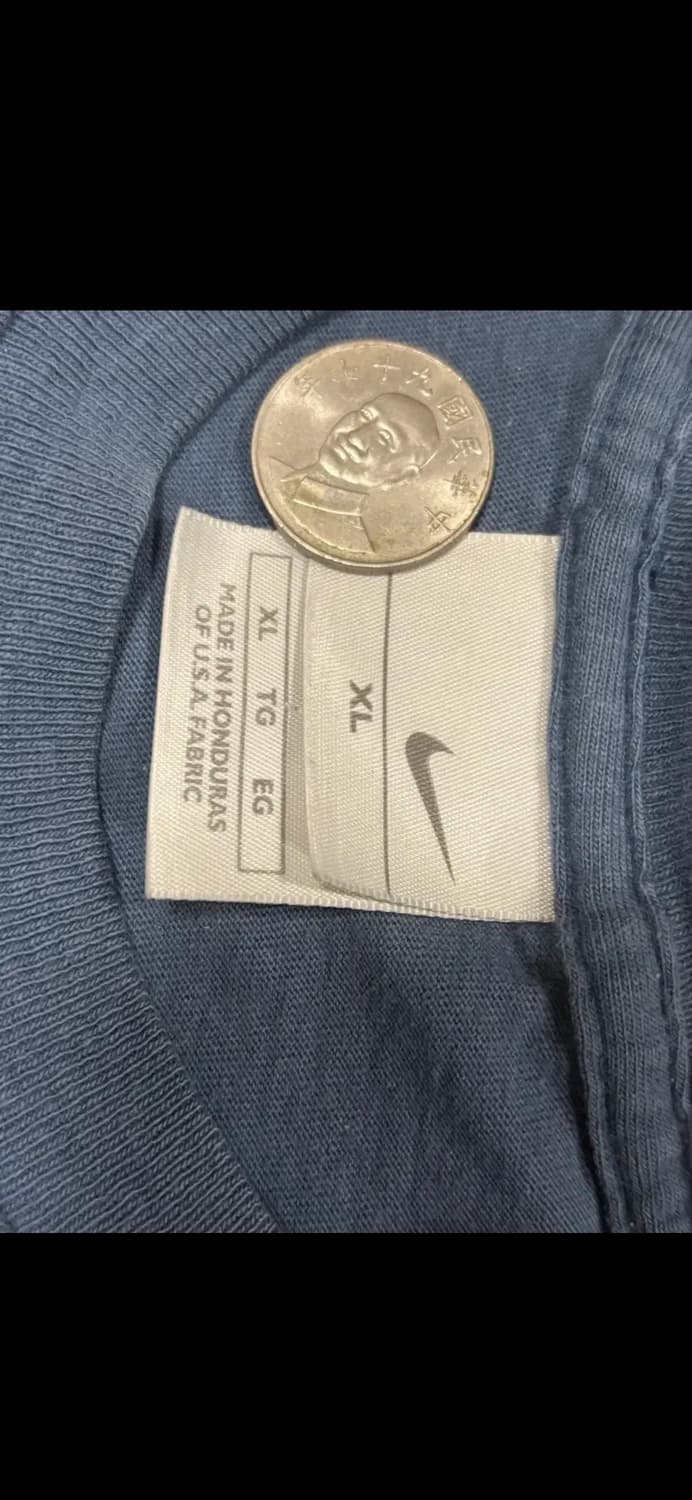 中華民國九十七年
XL
XL TG EG
MADE IN HONDURAS
OF U.S.A. FABRIC